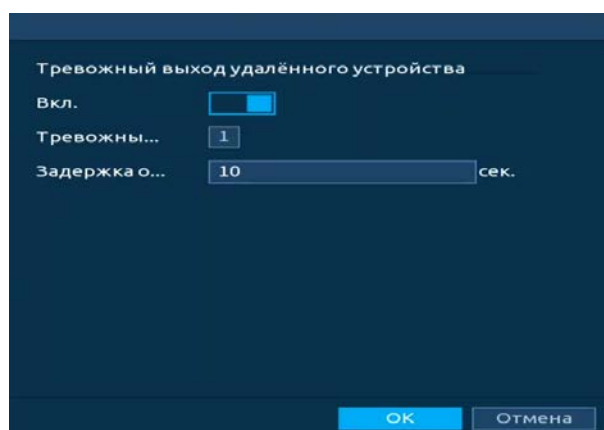 Тревожный выход удалённого устройства
Вкл.
Тревожны... 1
Задержка о... 10 сек.
OK Отмена